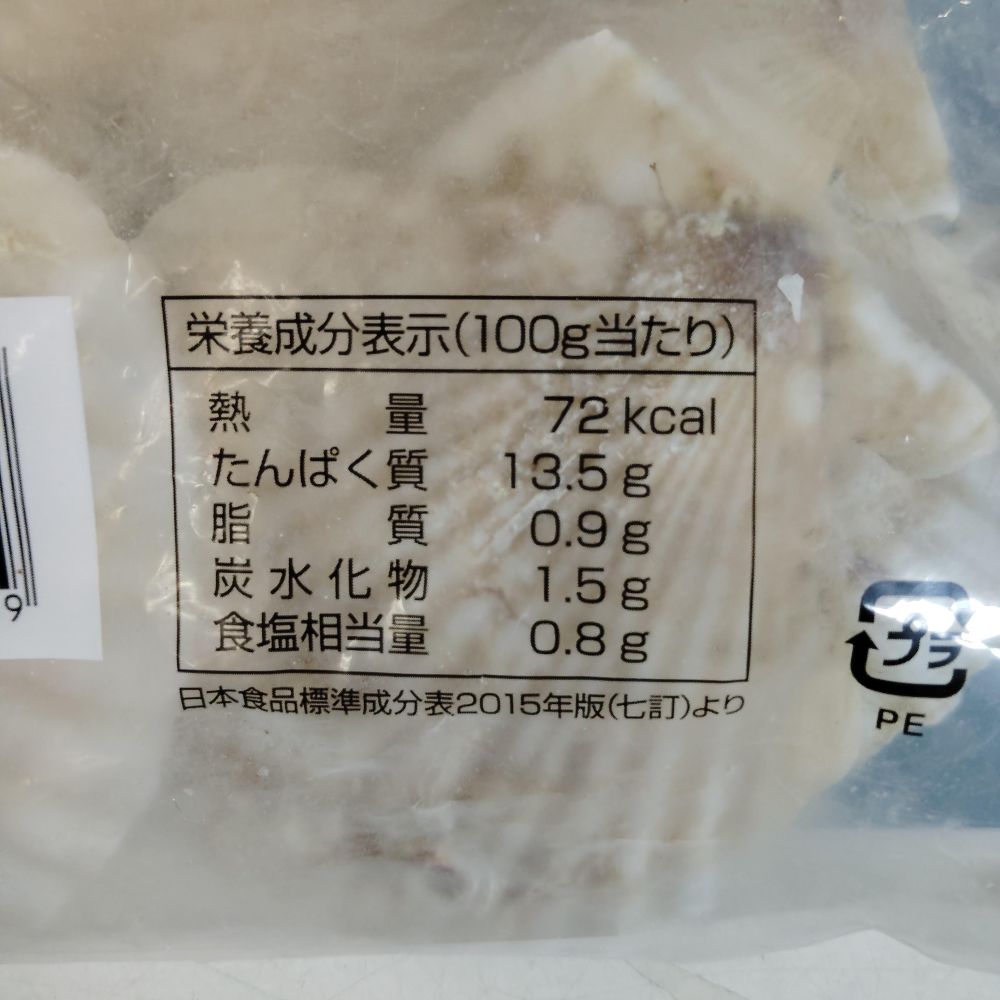 栄養成分表示(100g当たり)
熱量 72kcal
たんぱく質 13.5g
脂質 0.9g
炭水化物 1.5g
食塩相当量 0.8g
日本食品標準成分表2015年版(七訂)より
プラ
PE
9